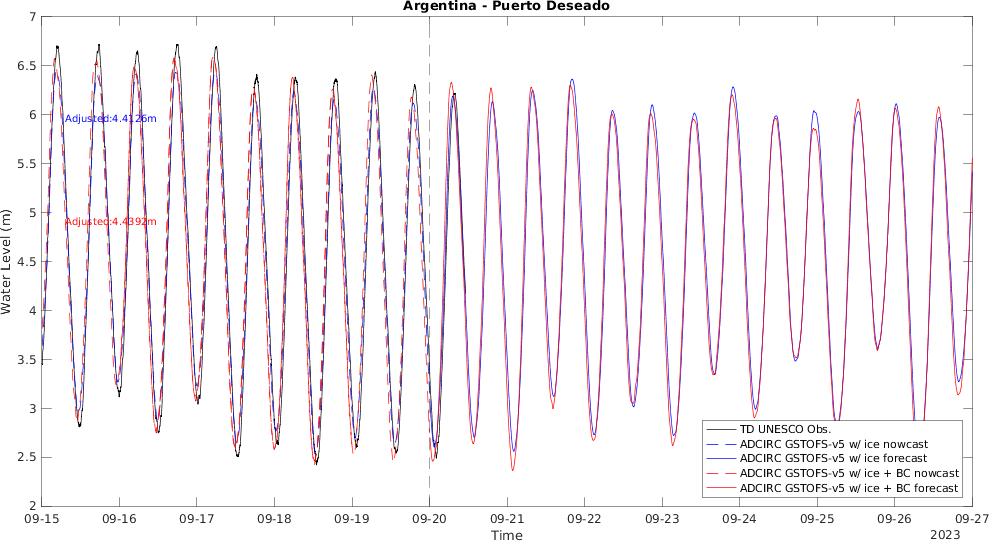 Argentina - Puerto Deseado
7
6.5
6
5.5
5
4.5
4
3.5
3
2.5
2
Water Level (m)
Adjusted:4.4126m
Adjusted:4.4392m
TD UNESCO Obs.
ADCIRC GSTOFS-v5 w/ ice nowcast
ADCIRC GSTOFS-v5 w/ ice forecast
ADCIRC GSTOFS-v5 w/ ice + BC nowcast
ADCIRC GSTOFS-v5 w/ ice + BC forecast
09-15 09-16 09-17 09-18 09-19 09-20 09-21 09-22 09-23 09-24 09-25 09-26 09-27
Time
2023